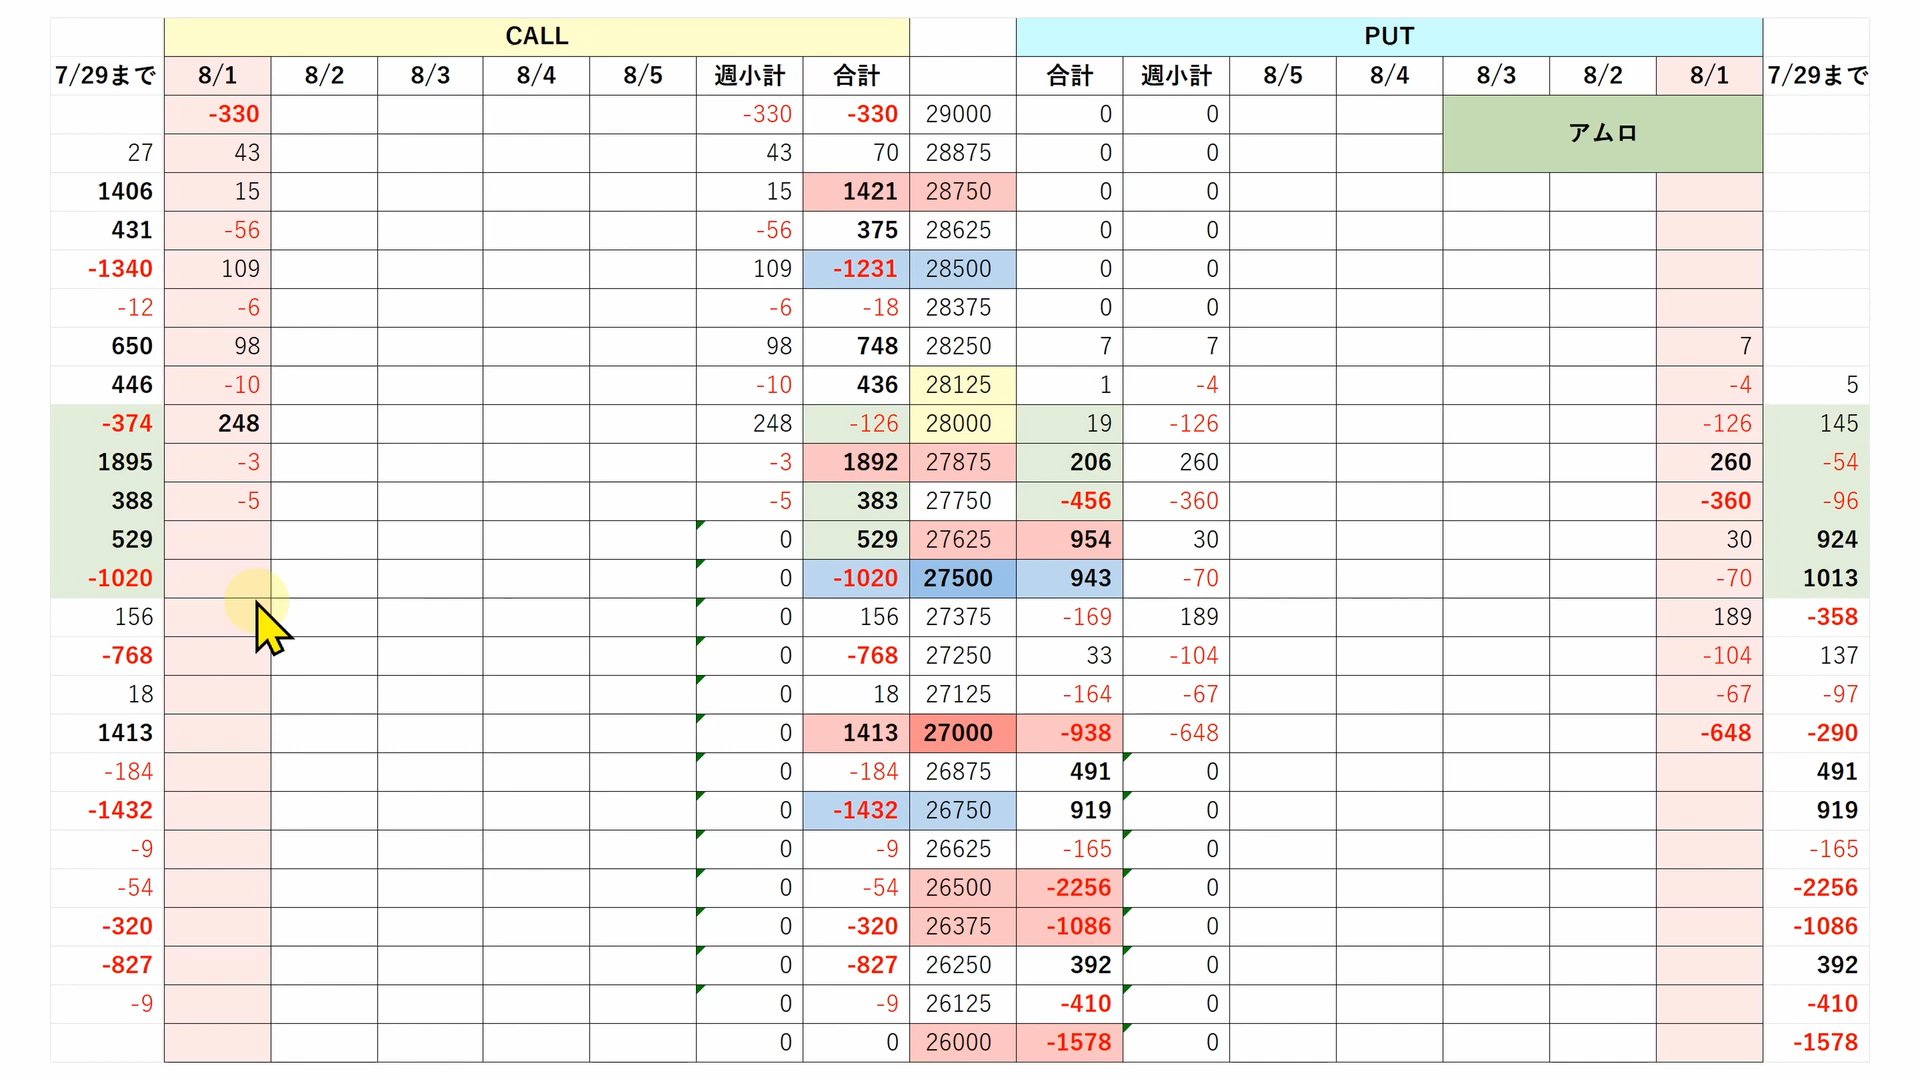 CALL PUT
7/29まで 8/1 8/2 8/3 8/4 8/5 週小計 合計 合計 週小計 8/5 8/4 8/3 8/2 8/1 7/29まで
-330 -330 -330 29000 0 0 アムロ
27 43 43 70 28875 0 0
1406 15 15 1421 28750 0 0
431 -56 -56 375 28625 0 0
-1340 109 109 -1231 28500 0 0
-12 -6 -6 -18 28375 0 0
650 98 98 748 28250 7 7 7
446 -10 -10 436 28125 1 -4 -4 5
-374 248 248 -126 28000 19 -126 -126 145
1895 -3 -3 1892 27875 206 260 260 -54
388 -5 -5 383 27750 -456 -360 -360 -96
529 0 529 27625 954 30 30 924
-1020 0 -1020 27500 943 -70 -70 1013
156 0 156 27375 -169 189 189 -358
-768 0 -768 27250 33 -104 -104 137
18 0 18 27125 -164 -67 -67 -97
1413 0 1413 27000 -938 -648 -648 -290
-184 0 -184 26875 491 0 491
-1432 0 -1432 26750 919 0 919
-9 0 -9 26625 -165 0 -165
-54 0 -54 26500 -2256 0 -2256
-320 0 -320 26375 -1086 0 -1086
-827 0 -827 26250 392 0 392
-9 0 -9 26125 -410 0 -410
0 0 26000 -1578 0 -1578